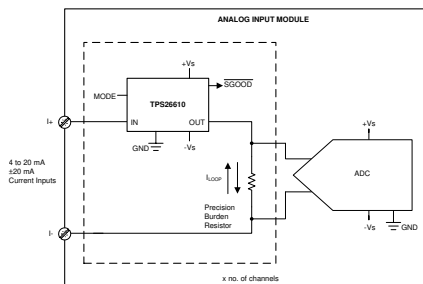 ANALOG INPUT MODULE
+Vs
SGOOD
MODE
TPS26610
I+
IN
OUT
GND
-Vs
+Vs
4 to 20 mA
±20 mA
Current Inputs
ILOOP
ADC
Precision
Burden
Resistor
-Vs
GND
I-
x no. of channels